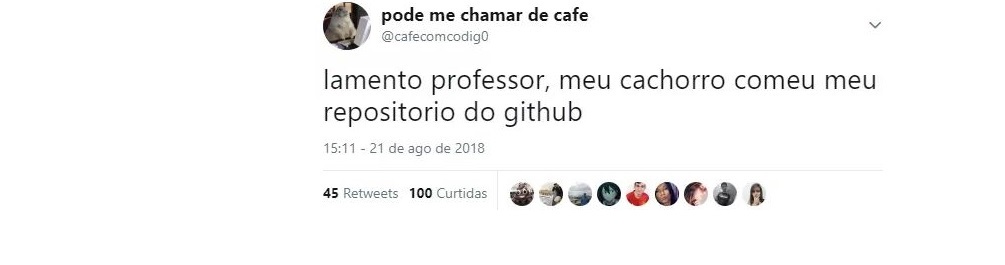 pode me chamar de cafe
@cafecomcodig0
lamento professor, meu cachorro comeu meu
repositorio do github
15:11 - 21 de ago de 2018
45 Retweets 100 Curtidas